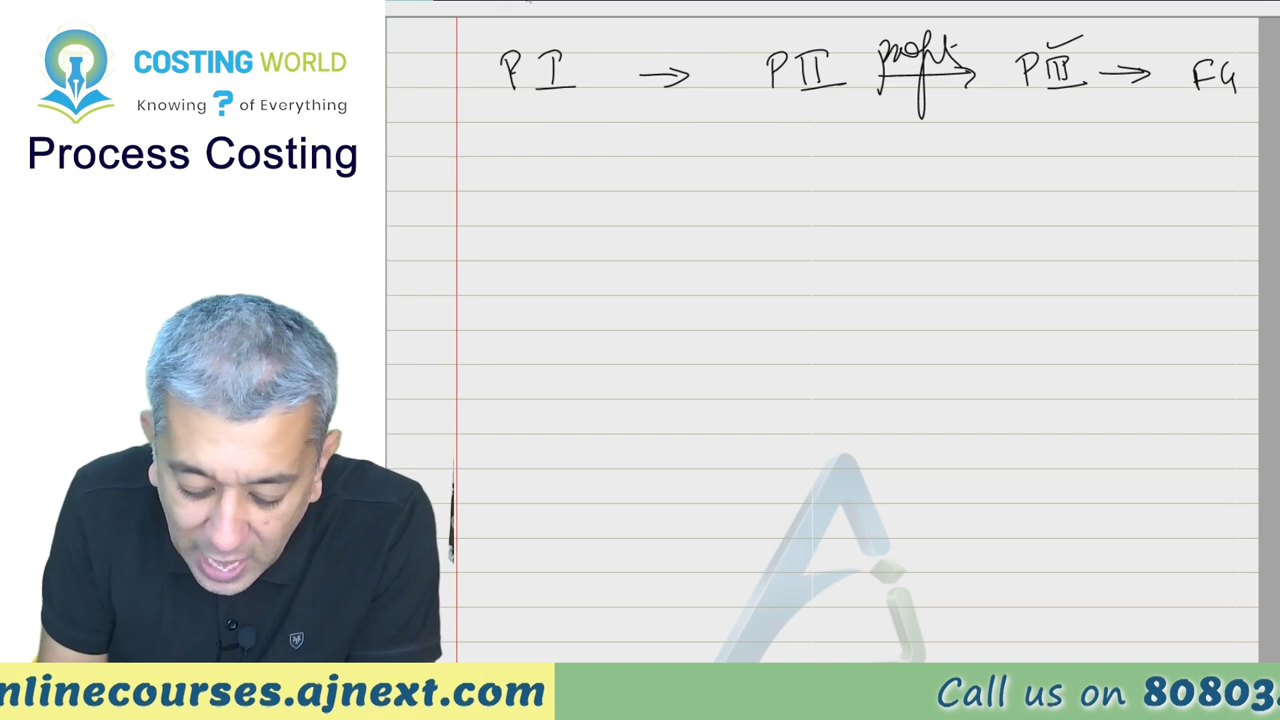 COSTING WORLD
Knowing ? of Everything
Process Costing
P I → P II profit → P III ✓ → FG
nlinecourses.ajnext.com
Call us on 80803